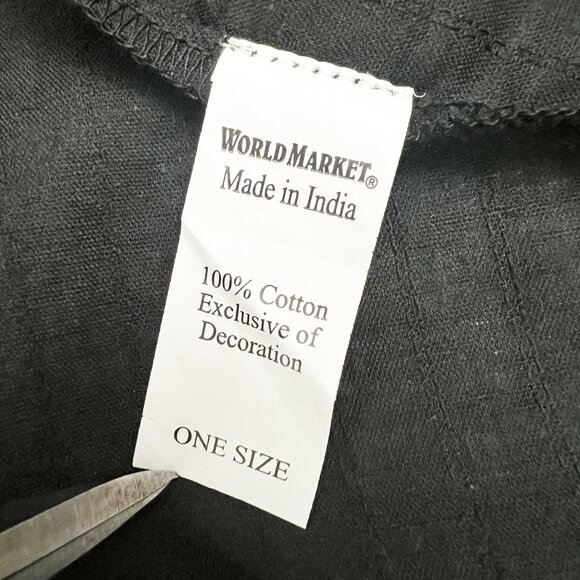 WORLD MARKET®
Made in India
100% Cotton
Exclusive of
Decoration
ONE SIZE